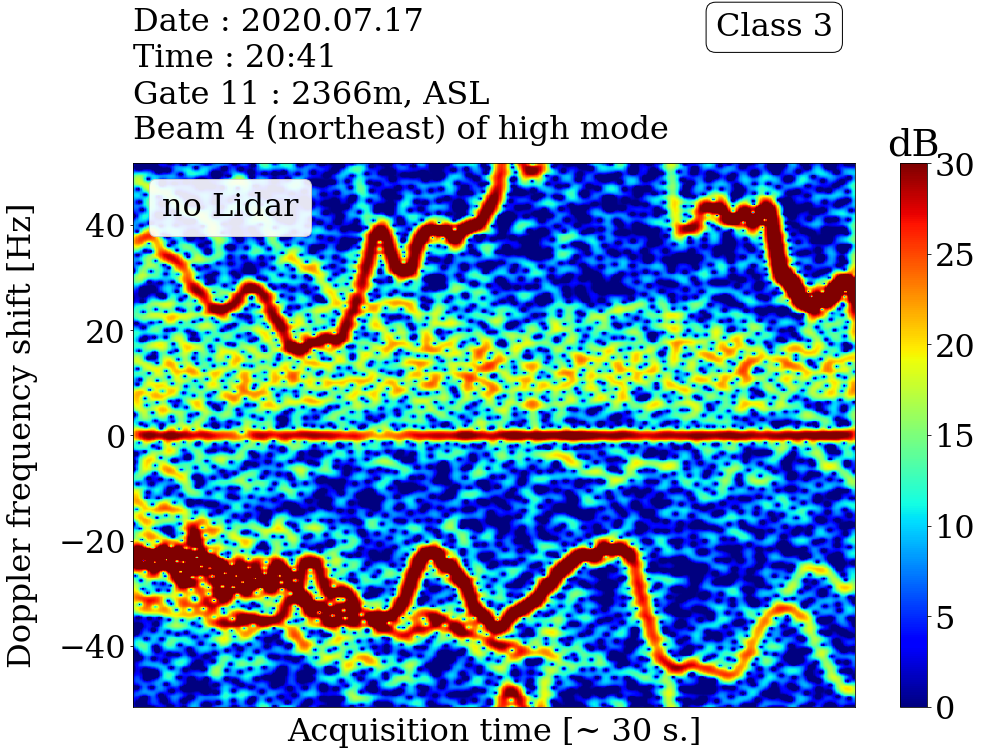 Date : 2020.07.17
Time : 20:41
Gate 11 : 2366m, ASL
Beam 4 (northeast) of high mode
Class 3
dB
no Lidar
Doppler frequency shift [Hz]
40
20
0
−20
−40
30
25
20
15
10
5
0
Acquisition time [~ 30 s.]